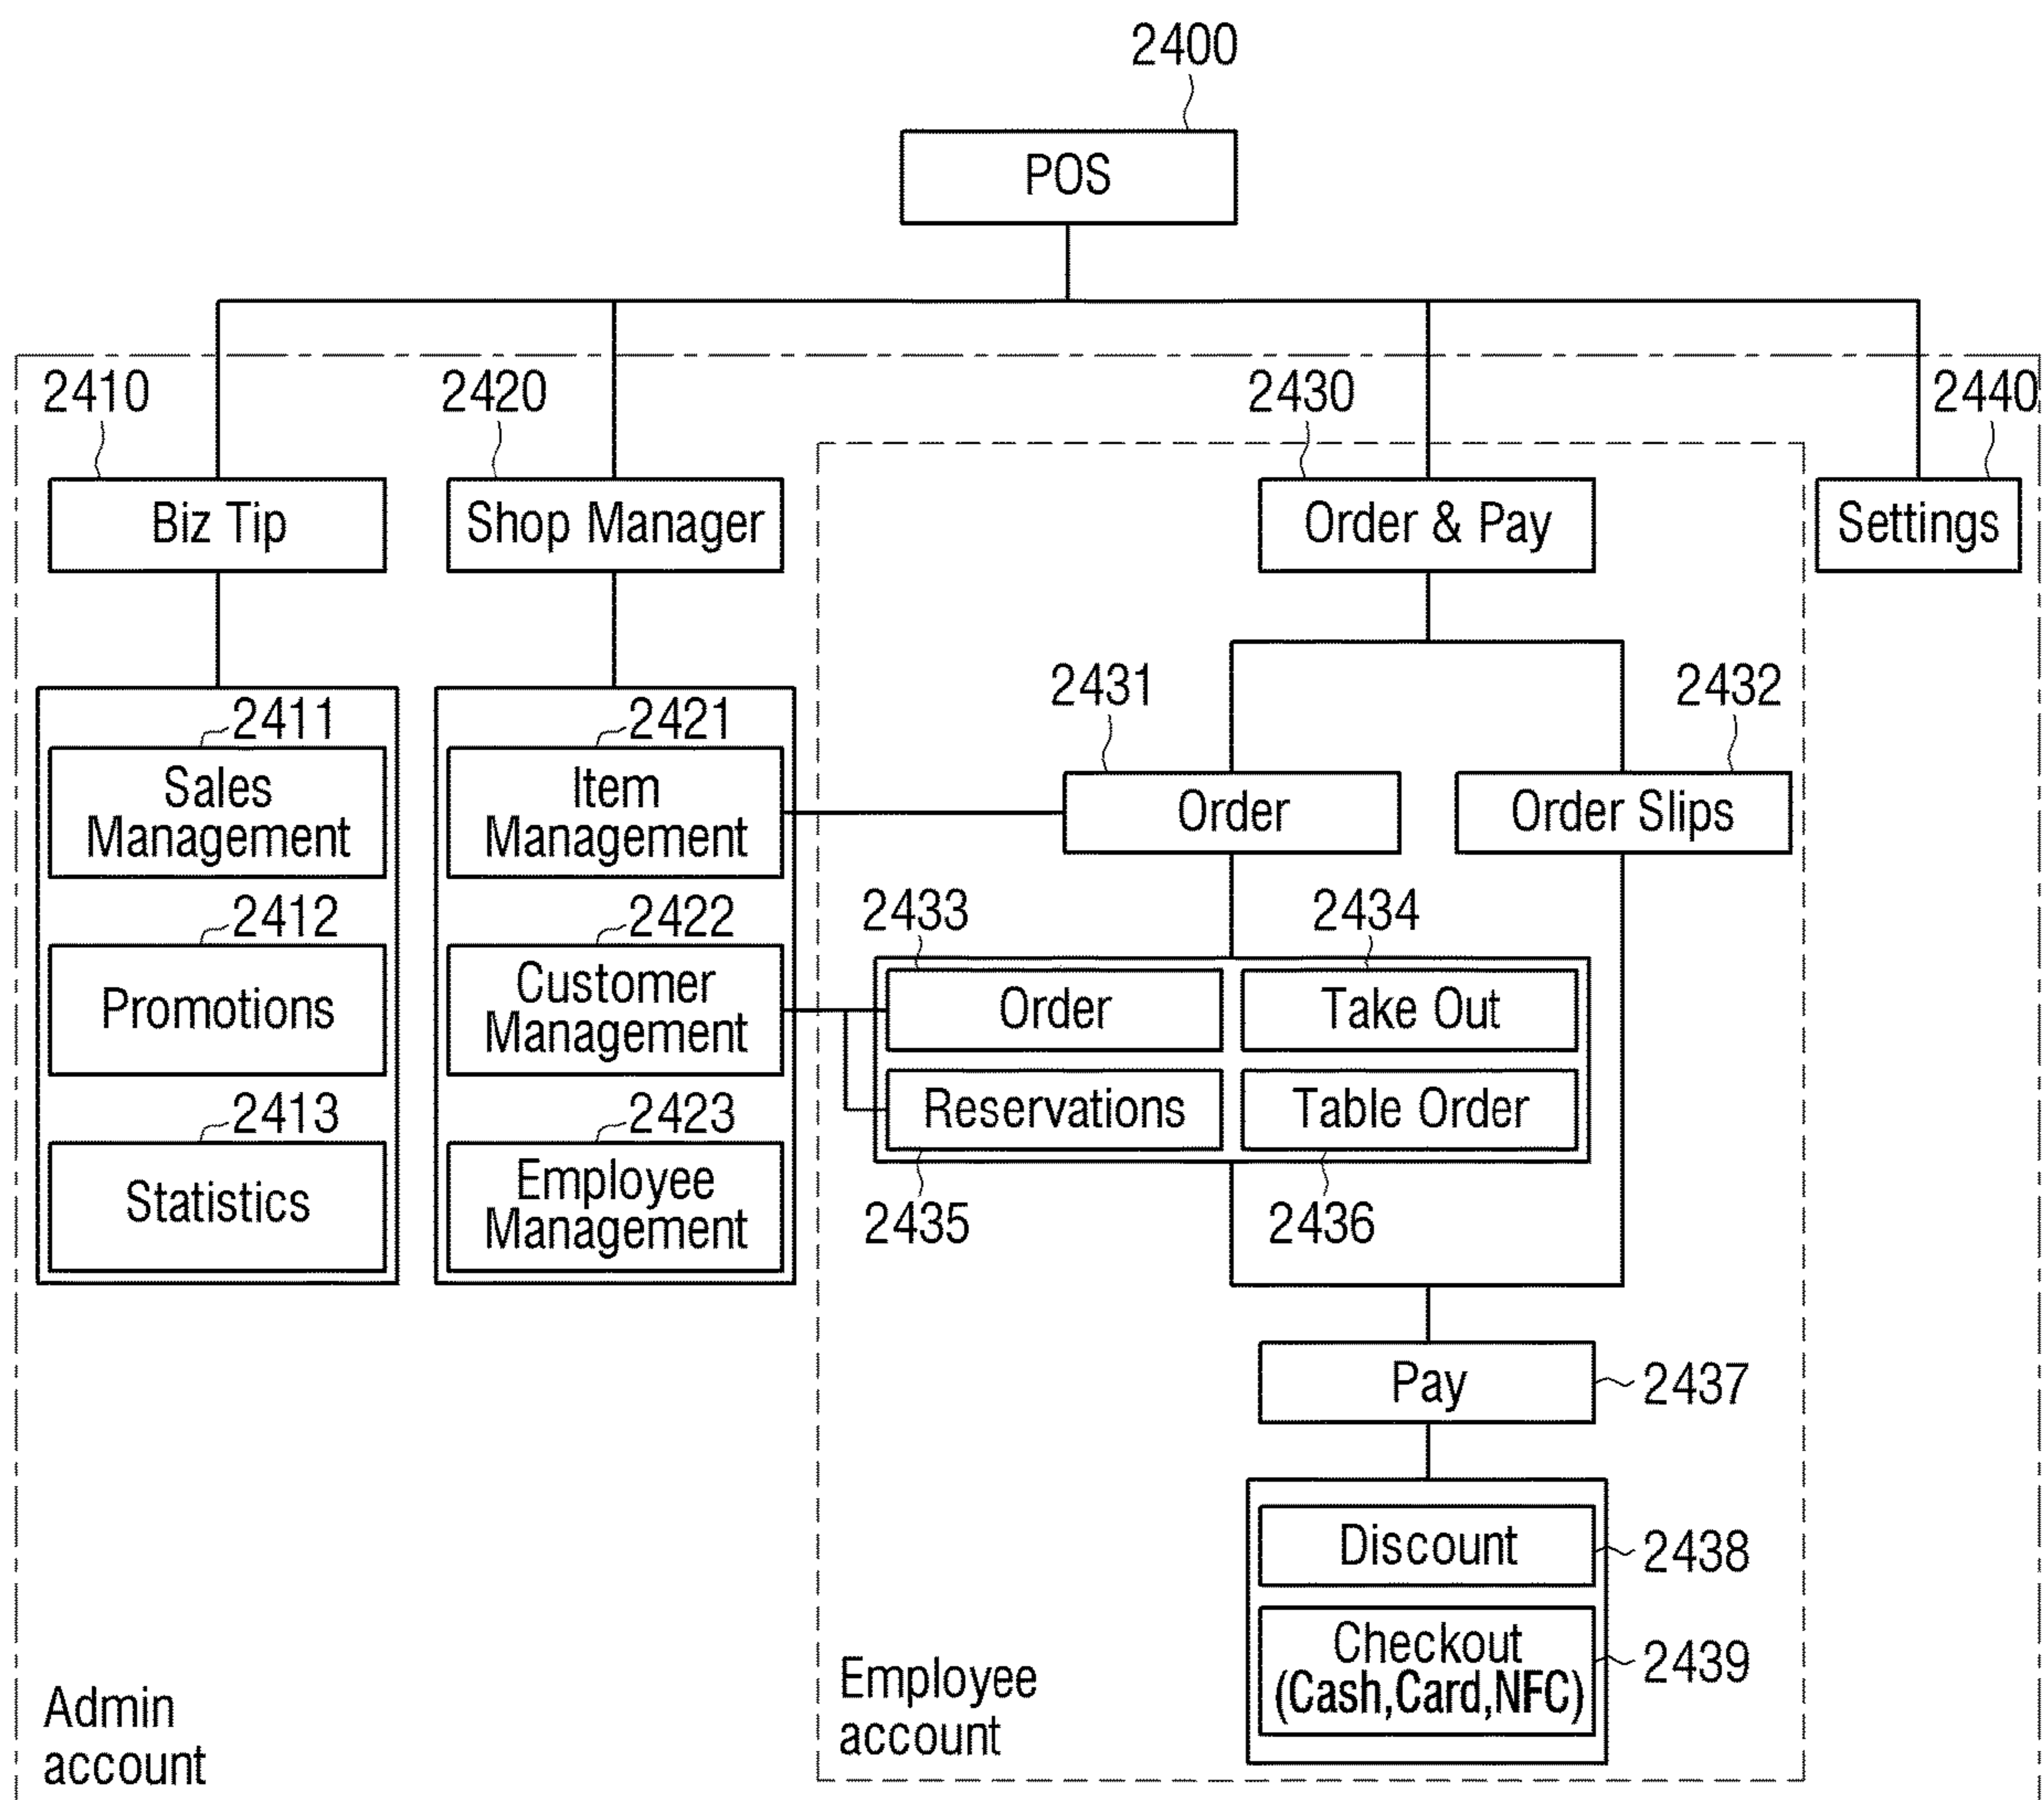 2400
POS
2410
2420
2430
2440
Biz Tip
Shop Manager
Order & Pay
Settings
2431
2432
2411
Sales
Management
2421
Item
Management
Order
Order Slips
2412
Promotions
2422
Customer
Management
2433
2434
Order
Take Out
Reservations
Table Order
2435
2436
2413
Statistics
2423
Employee
Management
Pay
2437
Discount
2438
Checkout
(Cash,Card,NFC)
2439
Employee
account
Admin
account